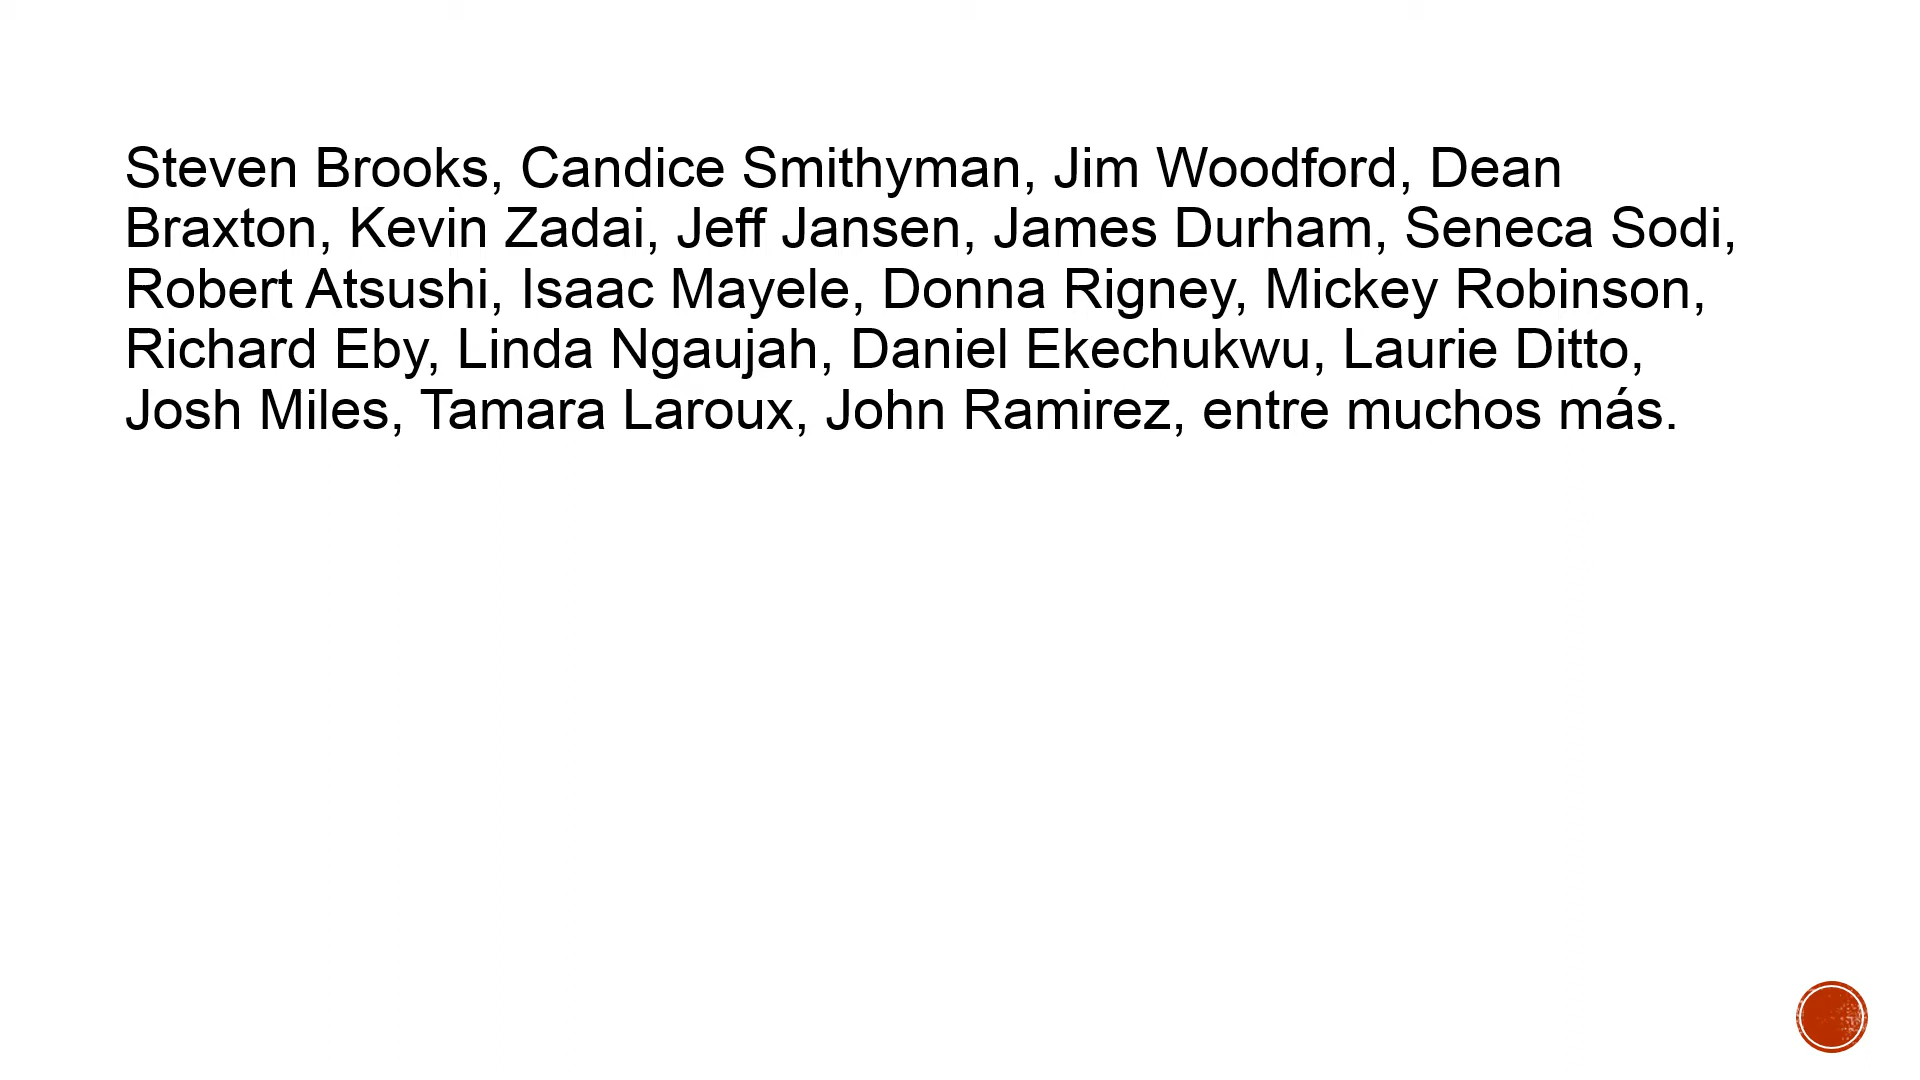 Steven Brooks, Candice Smithyman, Jim Woodford, Dean
Braxton, Kevin Zadai, Jeff Jansen, James Durham, Seneca Sodi,
Robert Atsushi, Isaac Mayele, Donna Rigney, Mickey Robinson,
Richard Eby, Linda Ngaujah, Daniel Ekechukwu, Laurie Ditto,
Josh Miles, Tamara Laroux, John Ramirez, entre muchos más.